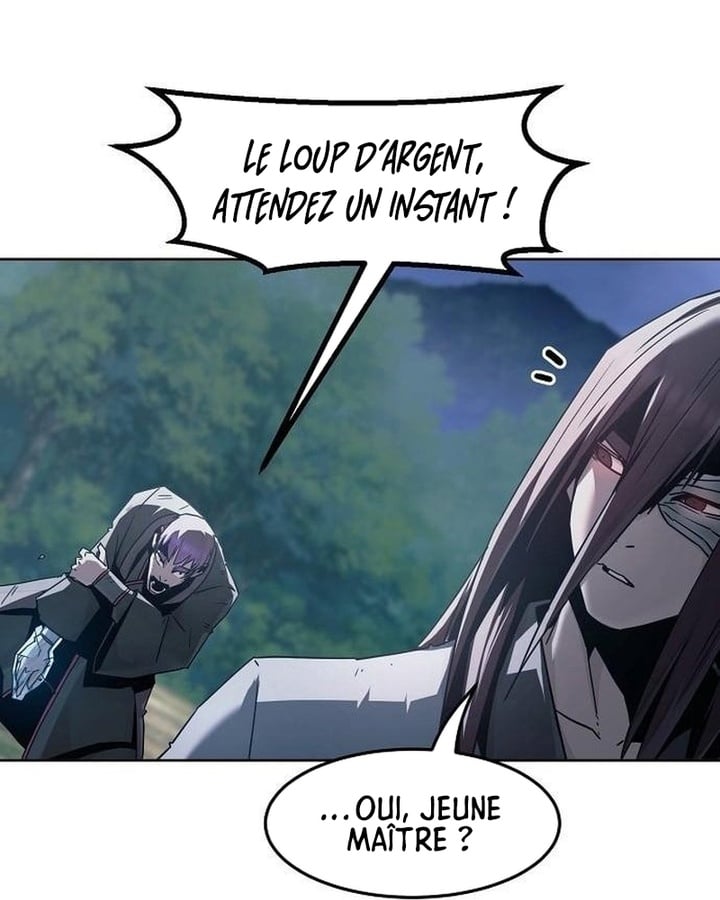 LE LOUP D'ARGENT,
ATTENDEZ UN INSTANT !
...OUI, JEUNE
MAÎTRE ?